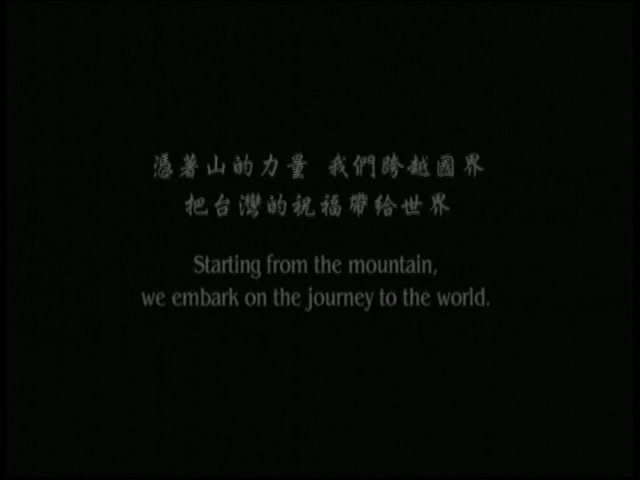 憑著山的力量 我們跨越國界
把台灣的祝福帶給世界
Starting from the mountain,
we embark on the journey to the world.